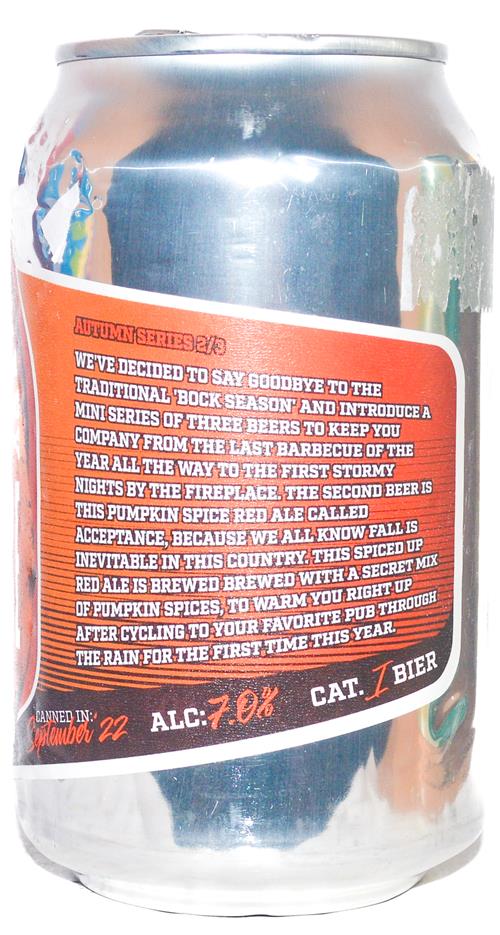 AUTUMN SERIES 2/3
WE'VE DECIDED TO SAY GOODBYE TO THE
TRADITIONAL 'BOCK SEASON' AND INTRODUCE A
MINI SERIES OF THREE BEERS TO KEEP YOU
COMPANY FROM THE LAST BARBECUE OF THE
YEAR ALL THE WAY TO THE FIRST STORMY
NIGHTS BY THE FIREPLACE. THE SECOND BEER IS
THIS PUMPKIN SPICE RED ALE CALLED
ACCEPTANCE, BECAUSE WE ALL KNOW FALL IS
INEVITABLE IN THIS COUNTRY. THIS SPICED UP
RED ALE IS BREWED BREWED WITH A SECRET MIX
OF PUMPKIN SPICES, TO WARM YOU RIGHT UP
AFTER CYCLING TO YOUR FAVORITE PUB THROUGH
THE RAIN FOR THE FIRST TIME THIS YEAR.
CANNED IN:
September '22
ALC: 7.0%
CAT. I BIER